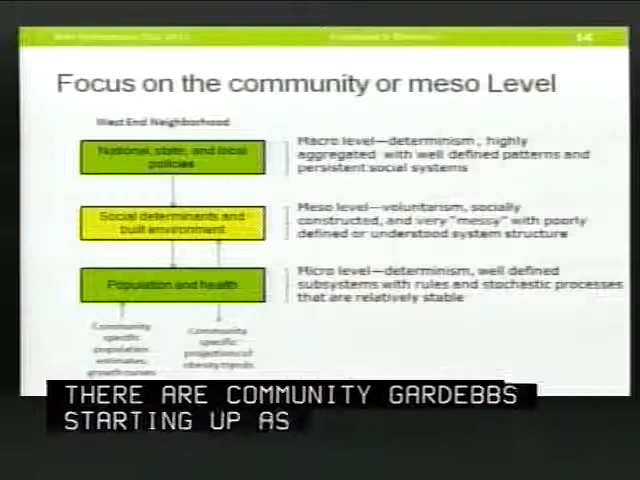 14
Focus on the community or meso Level
West End Neighborhood
National, state, and local
policies
Macro level—determinism, highly
aggregated with well defined patterns and
persistent social systems
Social determinants and
built environment
Meso level—voluntarism, socially
constructed, and very "messy" with poorly
defined or understood system structure
Population and health
Micro level—determinism, well defined
subsystems with rules and stochastic processes
that are relatively stable
Community
specific
population
estimates,
growth curves
Community
specific
projection of
obesity trends
THERE ARE COMMUNITY GARDEBBS
STARTING UP AS